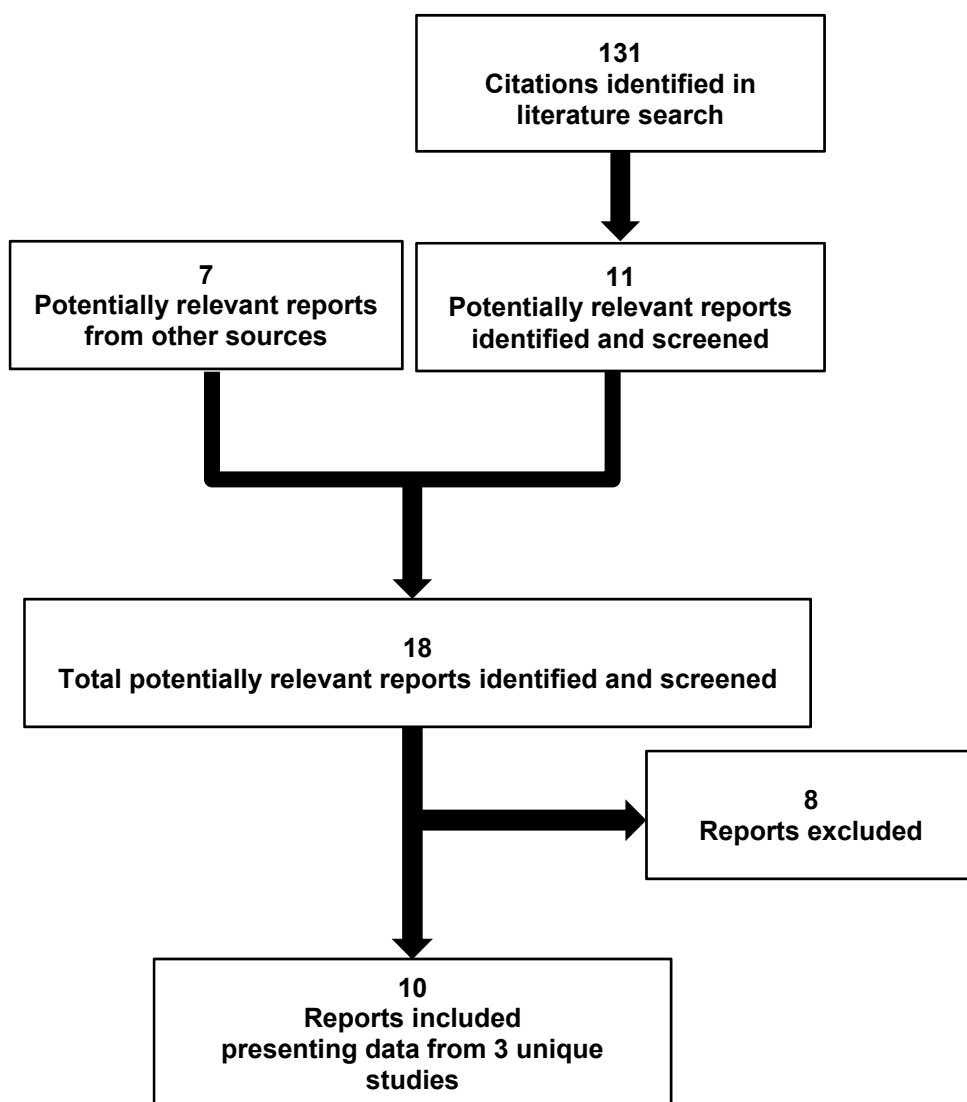 131
Citations identified in
literature search
7
Potentially relevant reports
from other sources
11
Potentially relevant reports
identified and screened
18
Total potentially relevant reports identified and screened
8
Reports excluded
10
Reports included
presenting data from 3 unique
studies